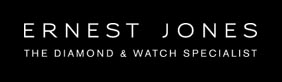 ERNEST JONES
THE DIAMOND & WATCH SPECIALIST